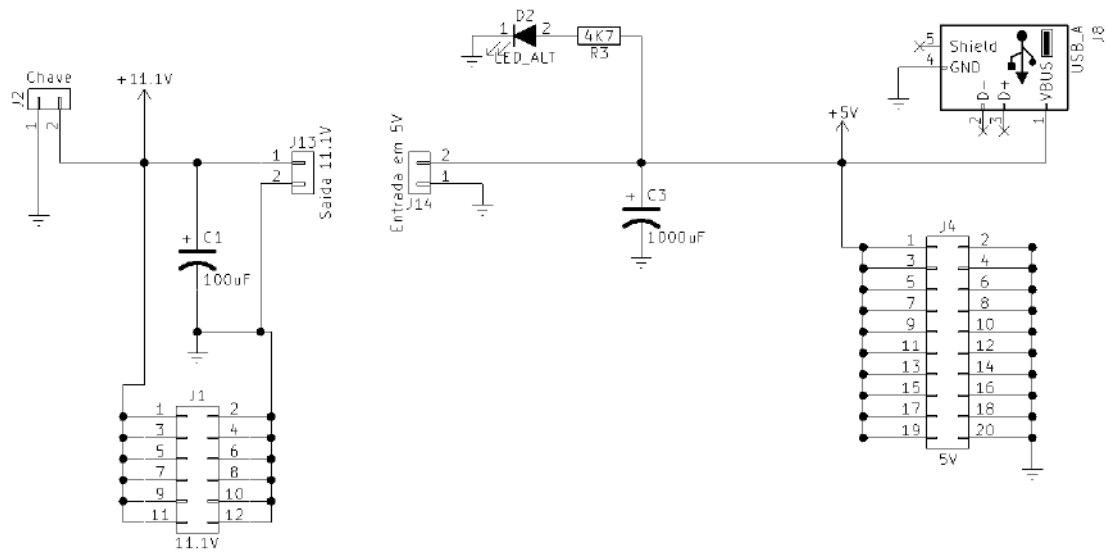 Chave
J2
1
2
+11.1V
J13
1
2
Saida 11.1V
+
C1
100uF
J1
1 2
3 4
5 6
7 8
9 10
11 12
11.1V
D2
1 2
LED_ALT
4K7
R3
Entrada em 5V
2
1
J14
+
C3
1000uF
+5V
5
Shield
4
GND
D-
D+
VBUS
2
3
1
USB_A
J8
J4
1 2
3 4
5 6
7 8
9 10
11 12
13 14
15 16
17 18
19 20
5V